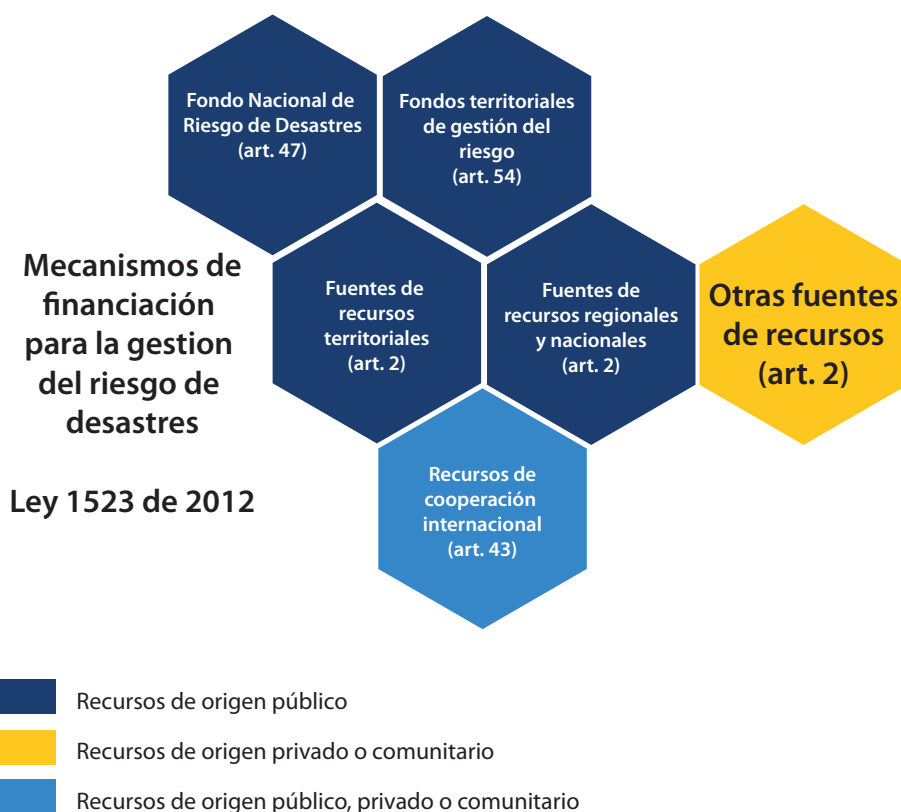 Fondo Nacional de
Riesgo de Desastres
(art. 47)
Fondos territoriales
de gestión del
riesgo
(art. 54)
Mecanismos de
financiación
para la gestion
del riesgo de
desastres
Ley 1523 de 2012
Fuentes de
recursos
territoriales
(art. 2)
Fuentes de
recursos regionales
y nacionales
(art. 2)
Otras fuentes
de recursos
(art. 2)
Recursos de
cooperación
internacional
(art. 43)
Recursos de origen público
Recursos de origen privado o comunitario
Recursos de origen público, privado o comunitario